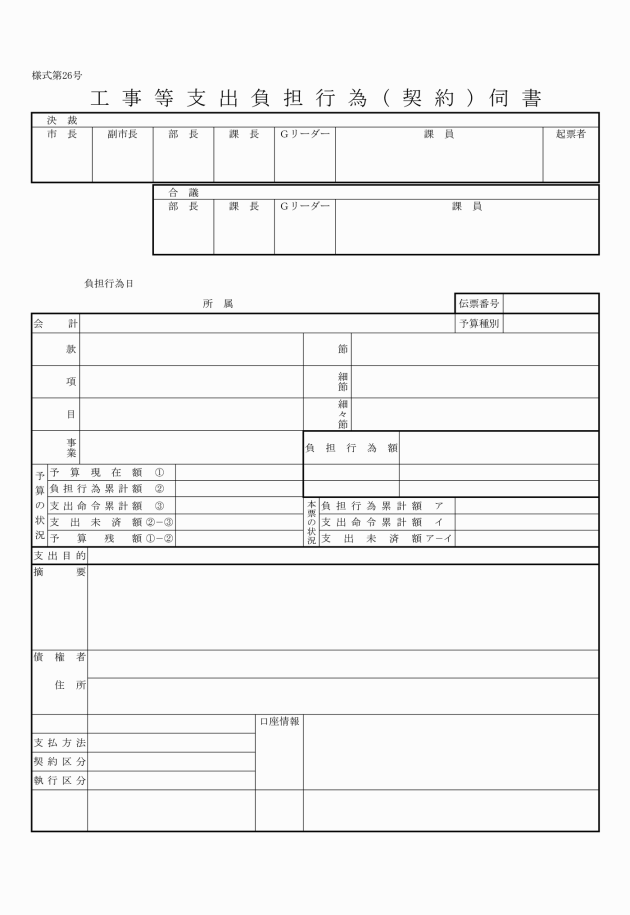 様式第26号
工事等支出負担行為(契約)伺書
決裁
市長 副市長 部長 課長 Gリーダー 課員 起票者
合議
部長 課長 Gリーダー 課員
負担行為日
所属 伝票番号
会計 予算種別
款 節
項 細節
目 細々節
事業 負担行為額
予算の状況
予算現在額 ①
負担行為累計額 ②
支出命令累計額 ③
支出未済額 ②−③
予算残額 ①−②
本票の状況
負担行為累計額 ア
支出命令累計額 イ
支出未済額 ア−イ
支出目的
摘要
債権者
住所
口座情報
支払方法
契約区分
執行区分